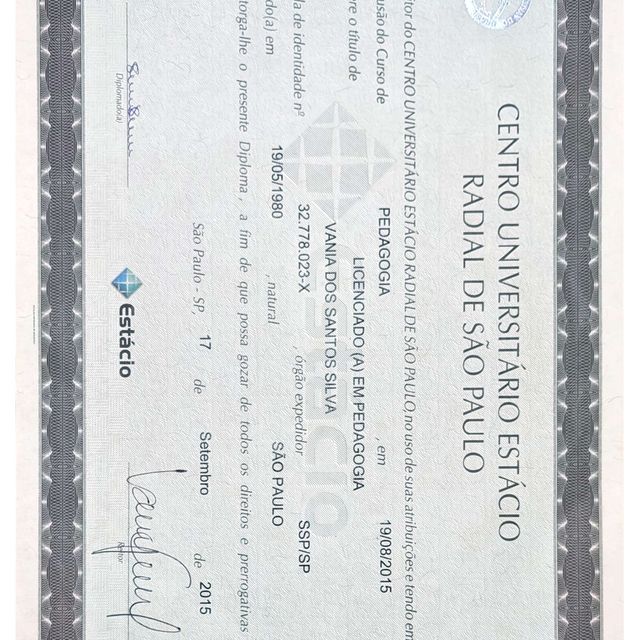 CENTRO UNIVERSITÁRIO ESTÁCIO
RADIAL DE SÃO PAULO
itor do CENTRO UNIVERSITÁRIO ESTÁCIO RADIAL DE SÃO PAULO, no uso de suas atribuições e tendo em
usão do Curso de PEDAGOGIA , em 19/08/2015
re o título de LICENCIADO (A) EM PEDAGOGIA
VANIA DOS SANTOS SILVA
la de identidade nº 32.778.023-X , órgão expedidor SSP/SP
do(a) em 19/05/1980 , natural SÃO PAULO
torga-lhe o presente Diploma, a fim de que possa gozar de todos os direitos e prerrogativas
São Paulo - SP, 17 de Setembro de 2015
Diplomado(a)
Estácio
Reitor
estácio